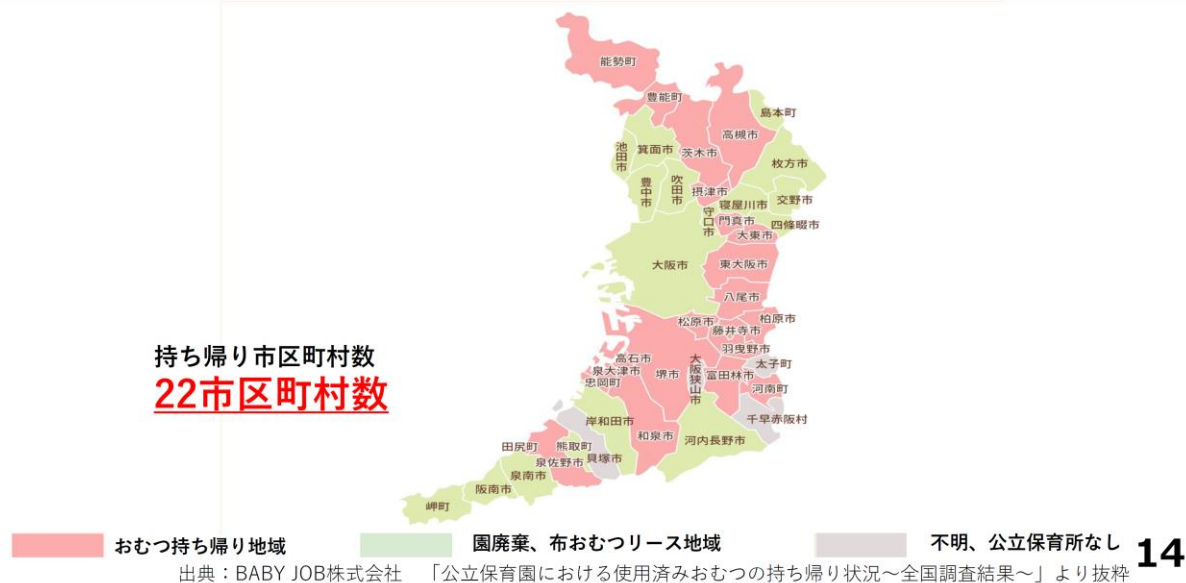 能勢町
豊能町
島本町
高槻市
池田市
箕面市
茨木市
枚方市
豊中市
吹田市
摂津市
寝屋川市
交野市
守口市
門真市
四條畷市
大東市
大阪市
東大阪市
八尾市
松原市
柏原市
藤井寺市
羽曳野市
太子町
持ち帰り市区町村数
22市区町村数
高石市
泉大津市
忠岡町
堺市
大阪狭山市
富田林市
河南町
千早赤阪村
岸和田市
和泉市
河内長野市
田尻町
熊取町
泉佐野市
貝塚市
泉南市
阪南市
岬町
おむつ持ち帰り地域
園廃棄、布おむつリース地域
不明、公立保育所なし
14
出典：BABY JOB株式会社 「公立保育園における使用済みおむつの持ち帰り状況～全国調査結果～」より抜粋